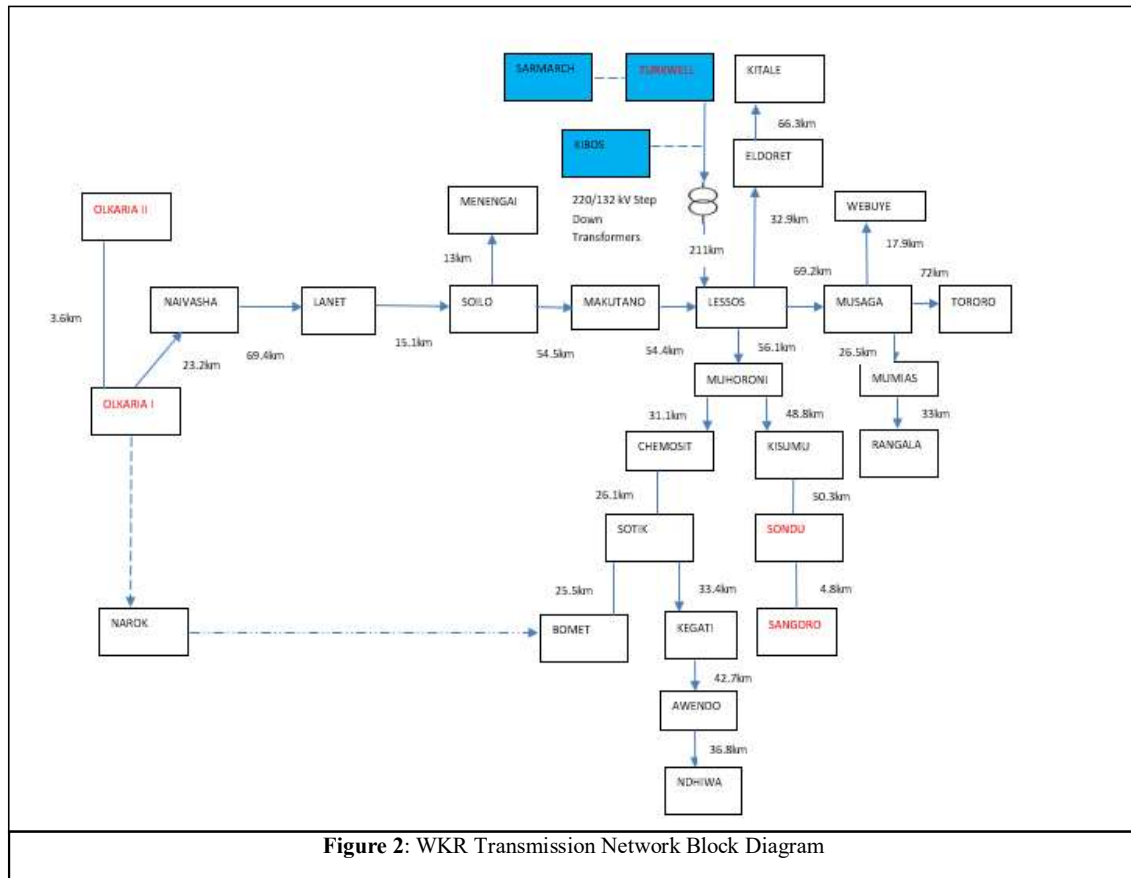 SARMARCH
TURKWELL
KITALE
66.3km
KIBOS
ELDORET
OLKARIA II
MENENGAI
220/132 kV Step
Down
Transformers
32.9km
WEBUYE
17.9km
13km
211km
69.2km
72km
NAIVASHA
LANET
SOILO
MAKUTANO
LESSOS
MUSAGA
TORORO
3.6km
23.2km
69.4km
15.1km
54.5km
54.4km
56.1km
26.5km
OLKARIA I
MUHORONI
MUMIAS
31.1km
48.8km
33km
CHEMOSIT
KISUMU
RANGALA
26.1km
50.3km
SOTIK
SONDU
25.5km
33.4km
4.8km
NAROK
BOMET
KEGATI
SANGORO
42.7km
AWENDO
36.8km
NDHIWA
Figure 2: WKR Transmission Network Block Diagram